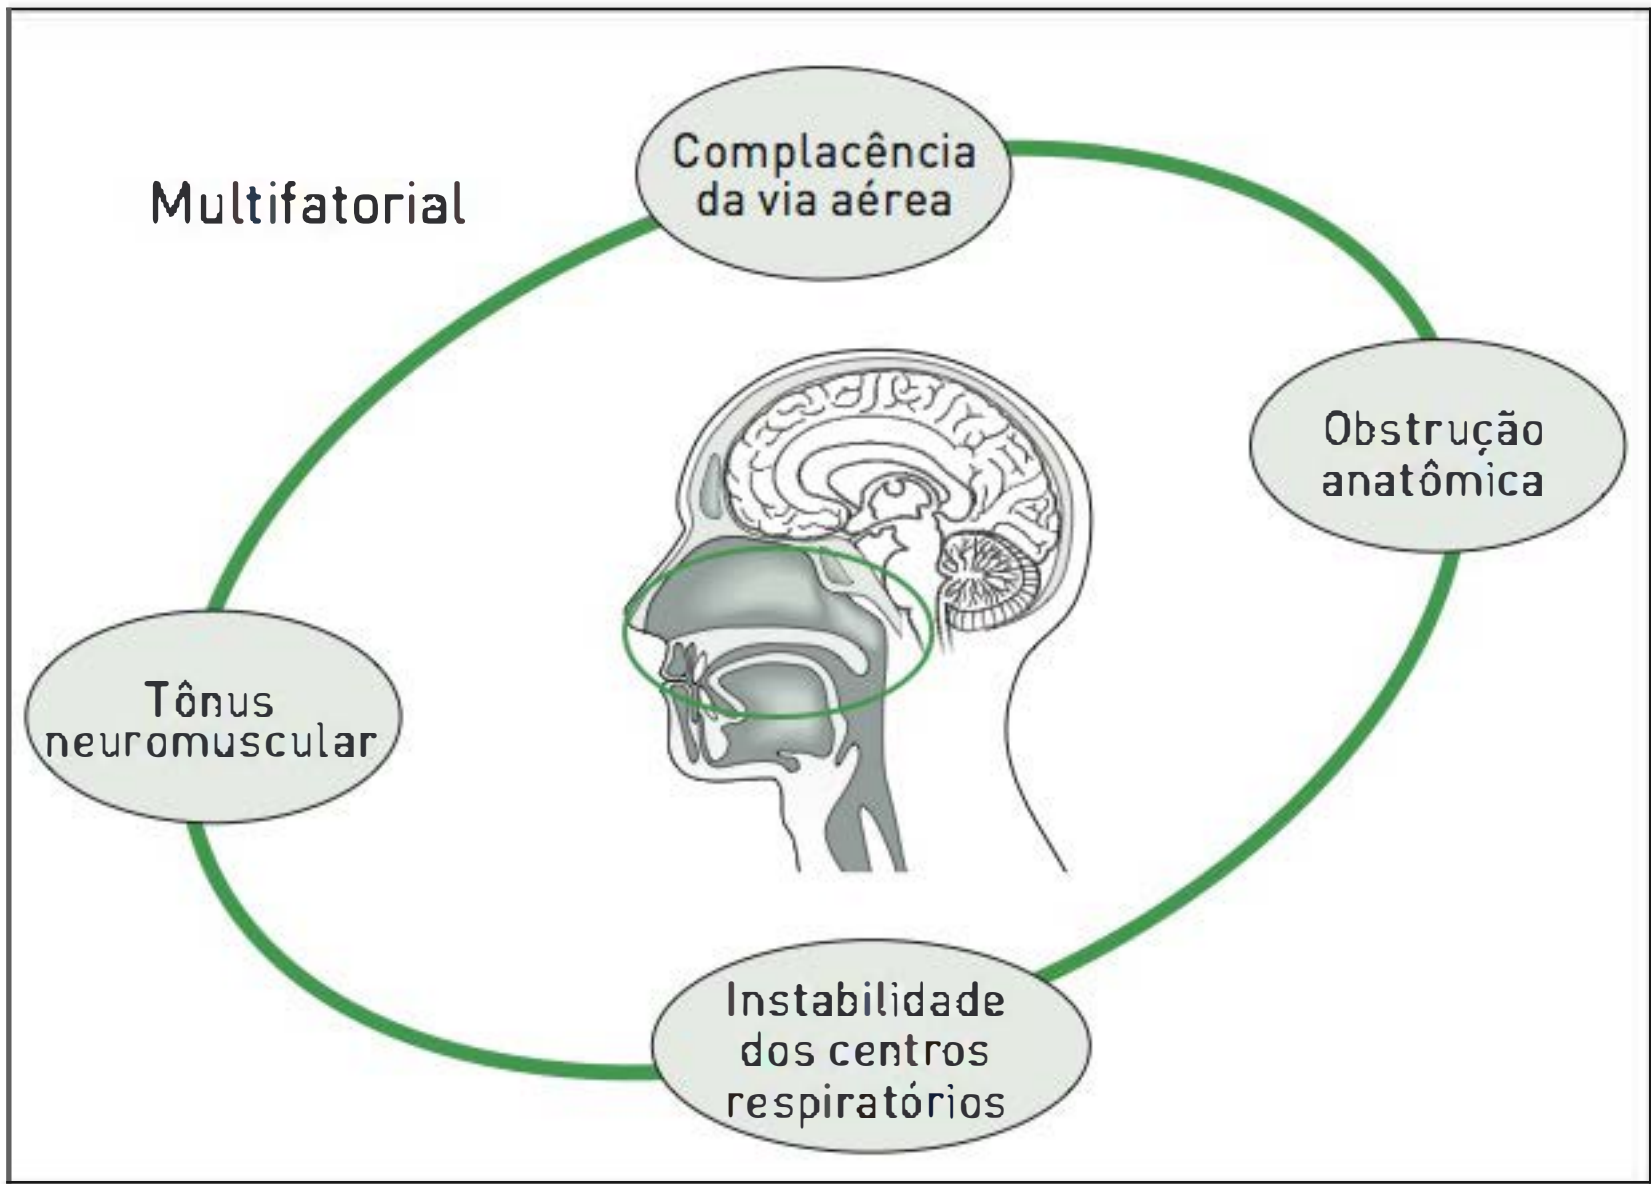 Multifatorial
Complacência
da via aérea
Obstrução
anatômica
Tônus
neuromuscular
Instabilidade
dos centros
respiratórios